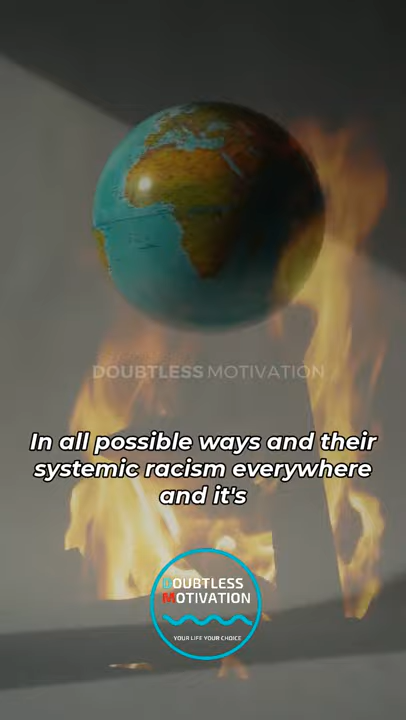 DOUBTLESS MOTIVATION
In all possible ways and their
systemic racism everywhere
and it's
DOUBTLESS
MOTIVATION
YOUR LIFE YOUR CHOICE